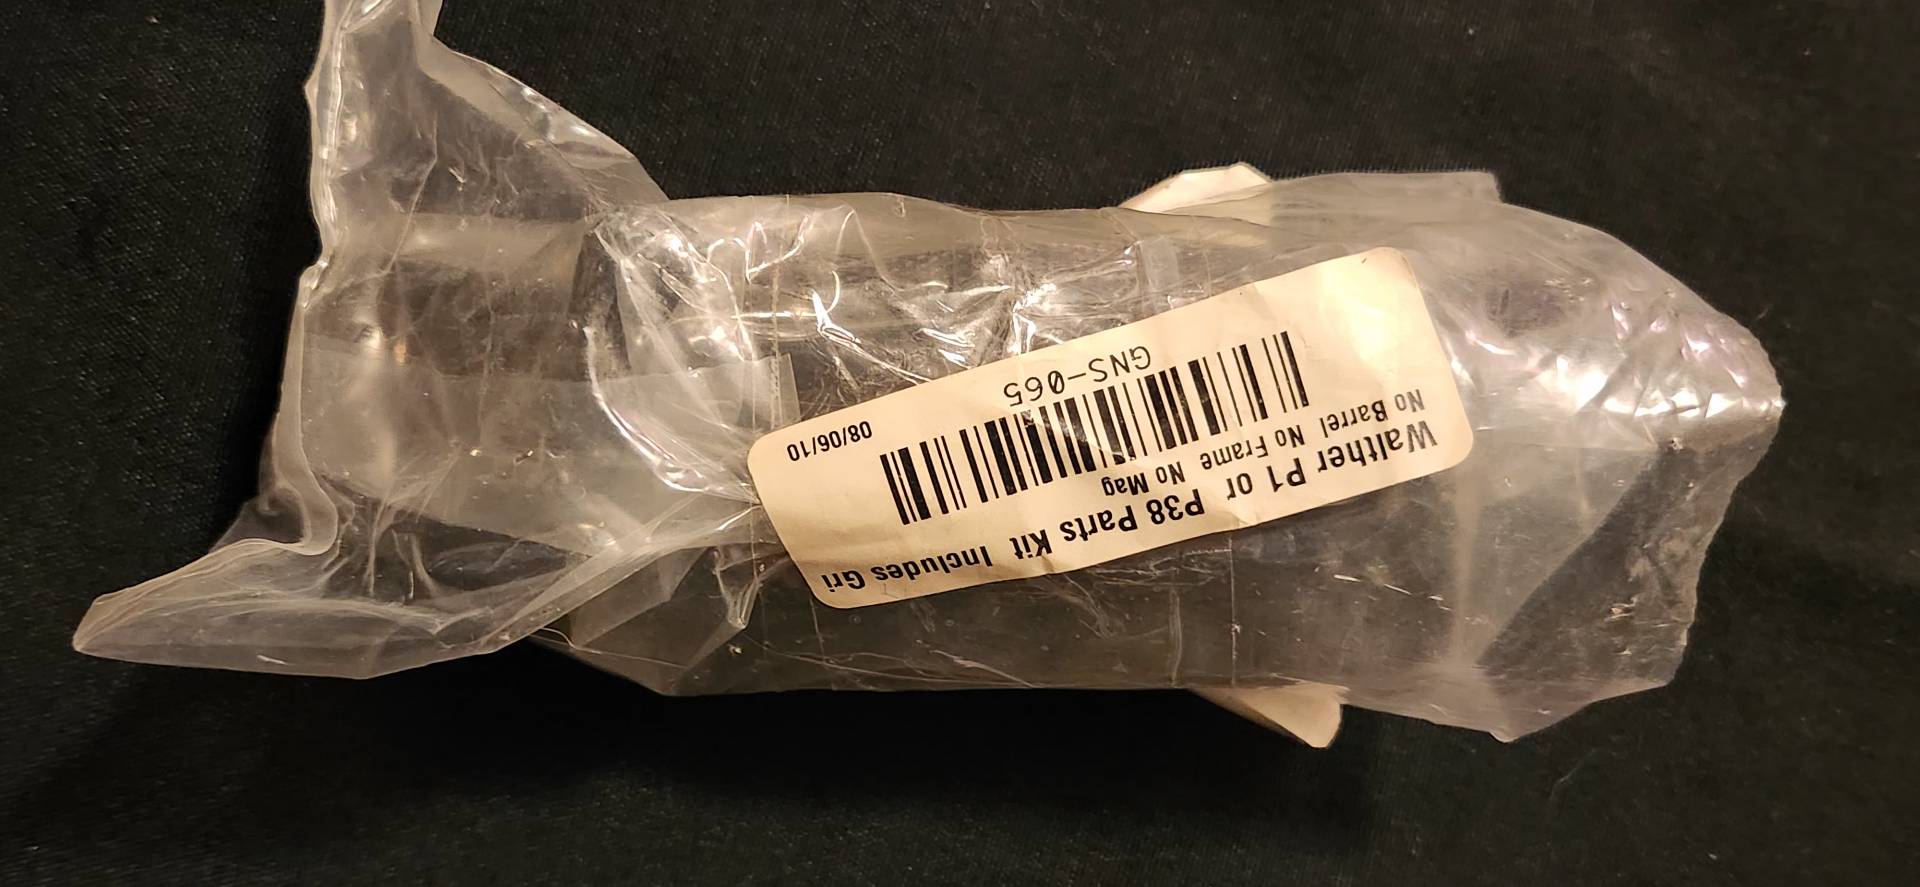 Walther P1 or P38 Parts Kit Includes Gri
No Barrel No Frame No Mag
GNS-065
08/06/10